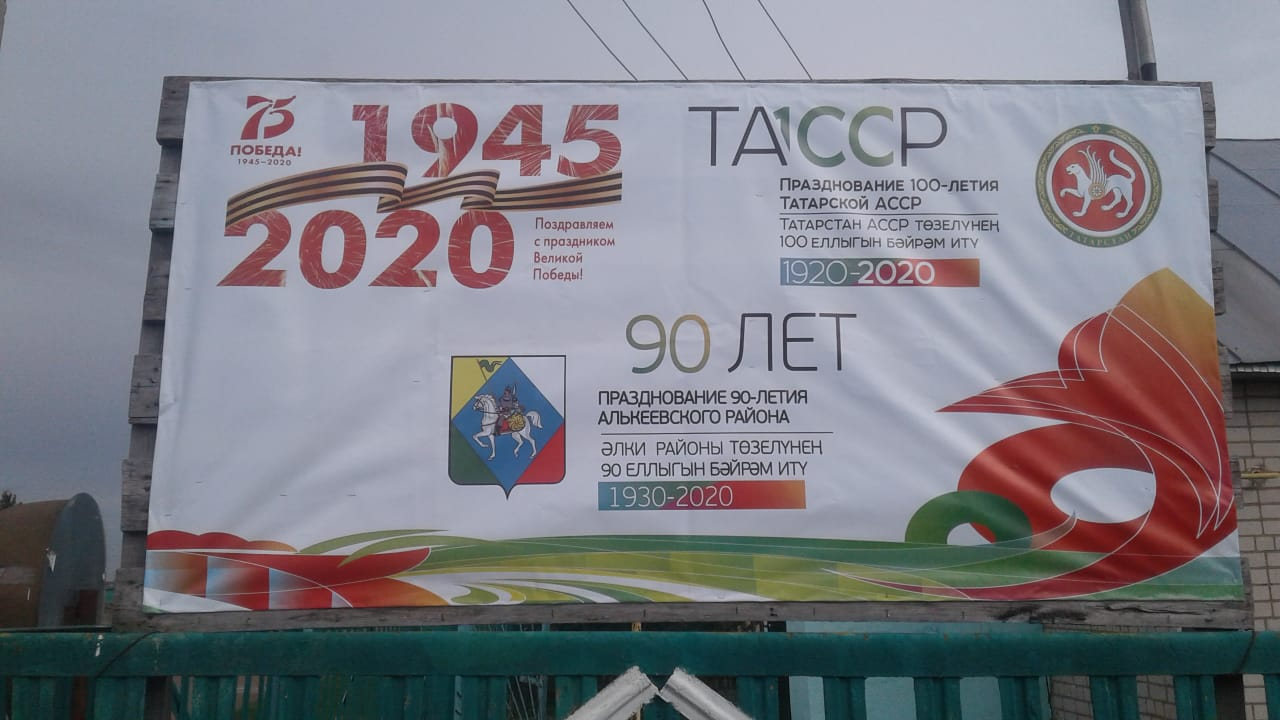 75
ПОБЕДА!
1945–2020
1945
2020
Поздравляем
с праздником
Великой
Победы!
ТА1ССР
Празднование 100-летия
Татарской АССР
Татарстан АССР төзелүнең
100 еллыгын бәйрәм итү
1920-2020
ТАТАРСТАН
90 ЛЕТ
ПРАЗДНОВАНИЕ 90-ЛЕТИЯ
АЛЬКЕЕВСКОГО РАЙОНА
ӘЛКИ РАЙОНЫ ТӨЗЕЛҮНЕҢ
90 ЕЛЛЫГЫН БӘЙРӘМ ИТҮ
1930-2020